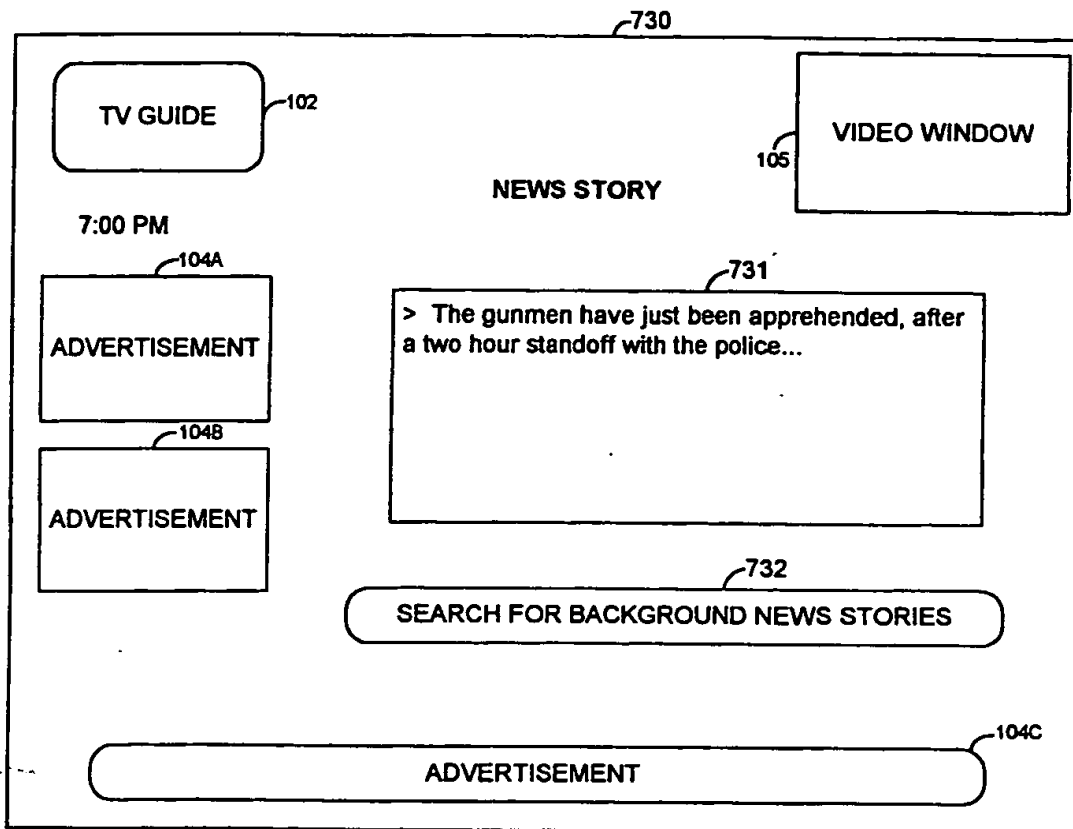 730
TV GUIDE
102
VIDEO WINDOW
105
NEWS STORY
7:00 PM
104A
ADVERTISEMENT
731
> The gunmen have just been apprehended, after
a two hour standoff with the police...
104B
ADVERTISEMENT
732
SEARCH FOR BACKGROUND NEWS STORIES
104C
ADVERTISEMENT